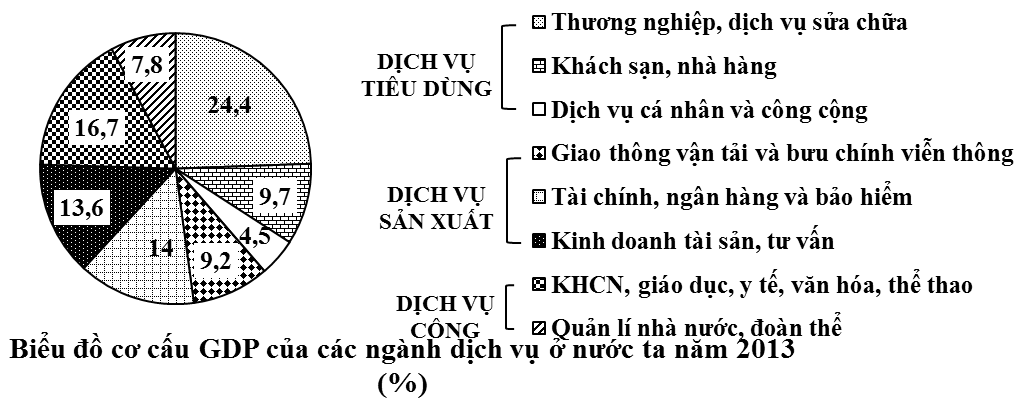 7,8
24,4
16,7
9,7
13,6
4,5
14
9,2
DỊCH VỤ
TIÊU DÙNG
Thương nghiệp, dịch vụ sửa chữa
Khách sạn, nhà hàng
Dịch vụ cá nhân và công cộng
DỊCH VỤ
SẢN XUẤT
Giao thông vận tải và bưu chính viễn thông
Tài chính, ngân hàng và bảo hiểm
Kinh doanh tài sản, tư vấn
DỊCH VỤ
CÔNG
KHCN, giáo dục, y tế, văn hóa, thể thao
Quản lí nhà nước, đoàn thể
Biểu đồ cơ cấu GDP của các ngành dịch vụ ở nước ta năm 2013
(%)